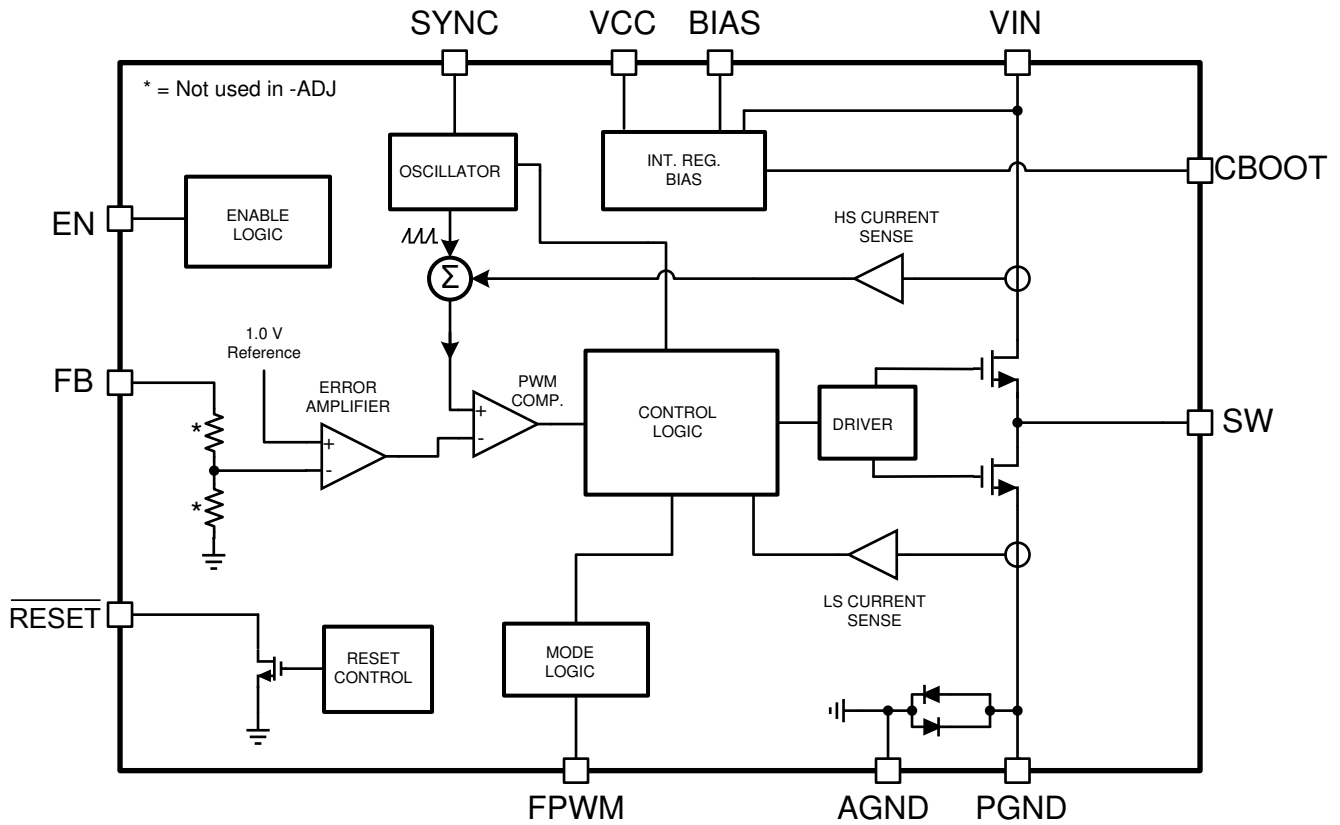 SYNC
VCC
BIAS
VIN
* = Not used in -ADJ
OSCILLATOR
INT. REG.
BIAS
CBOOT
EN
ENABLE
LOGIC
HS CURRENT
SENSE
Σ
1.0 V
Reference
FB
ERROR
AMPLIFIER
PWM
COMP.
+
-
+
-
CONTROL
LOGIC
DRIVER
SW
*
*
LS CURRENT
SENSE
RESET
RESET
CONTROL
MODE
LOGIC
FPWM
AGND
PGND